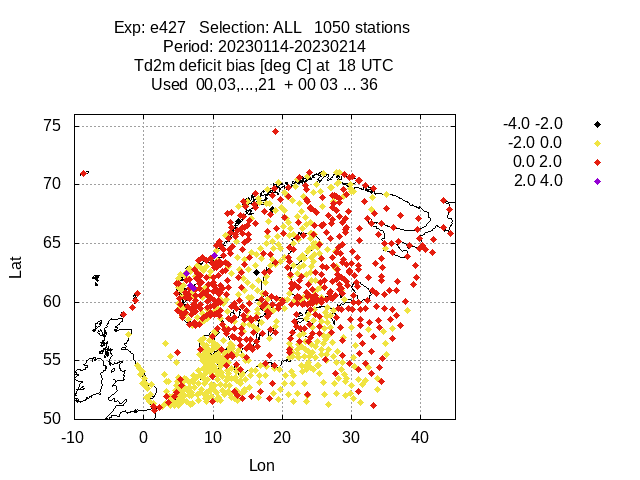 Exp: e427   Selection: ALL   1050 stations
Period: 20230114-20230214
Td2m deficit bias [deg C] at  18 UTC
Used  00,03,...,21  + 00 03 ... 36
-4.0 -2.0
-2.0 0.0
0.0 2.0
2.0 4.0
75
70
65
60
55
50
Lat
-10 0 10 20 30 40
Lon